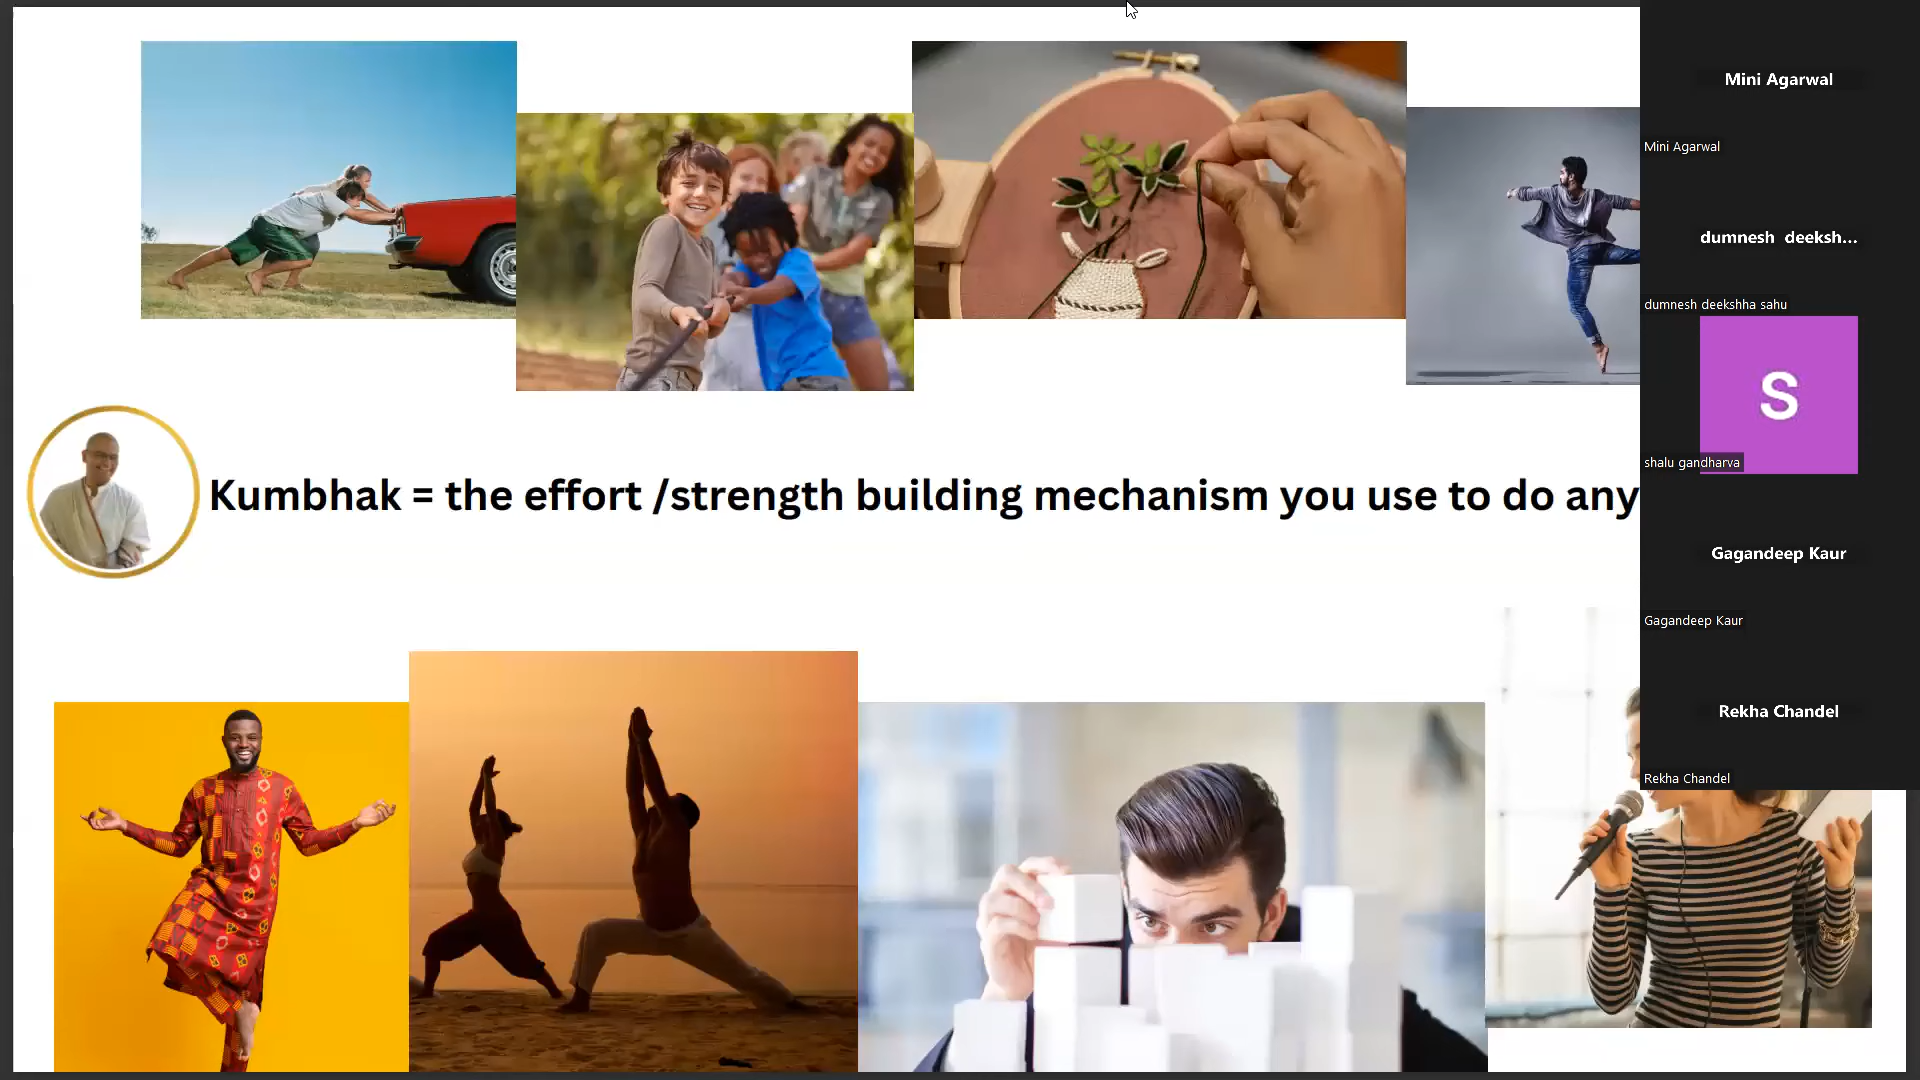 Kumbhak = the effort /strength building mechanism you use to do any
Mini Agarwal
Mini Agarwal
dumnesh deeksh...
dumnesh deekshha sahu
S
shalu gandharva
Gagandeep Kaur
Gagandeep Kaur
Rekha Chandel
Rekha Chandel